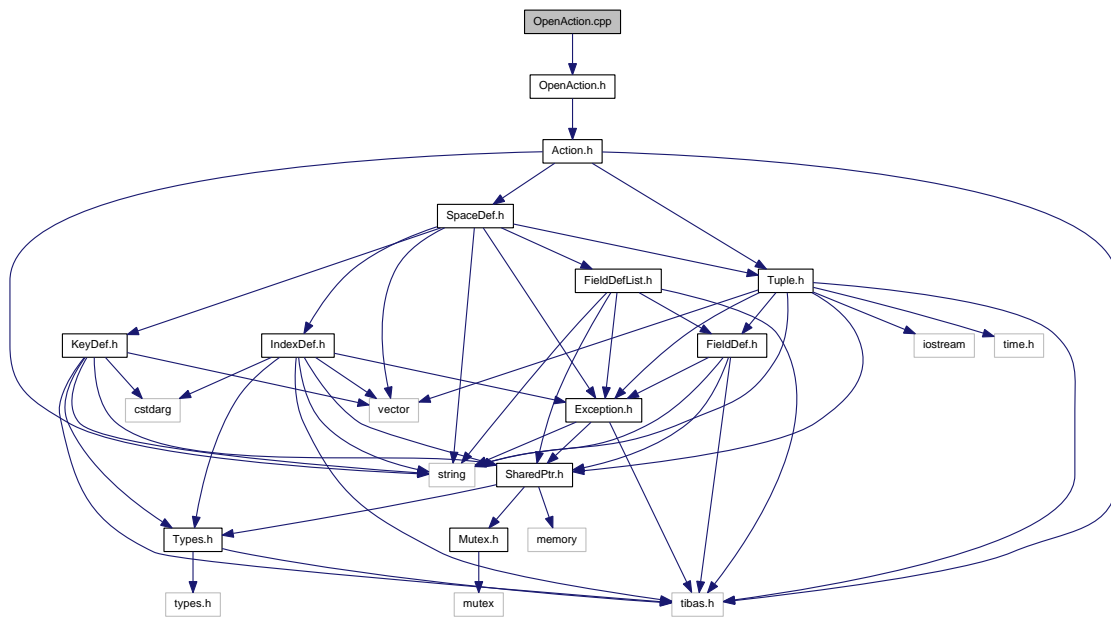 OpenAction.cpp
OpenAction.h
Action.h
SpaceDef.h
FieldDefList.h
Tuple.h
KeyDef.h
IndexDef.h
FieldDef.h
iostream
time.h
cstdarg
vector
Exception.h
string
SharedPtr.h
Types.h
Mutex.h
memory
types.h
mutex
tibas.h